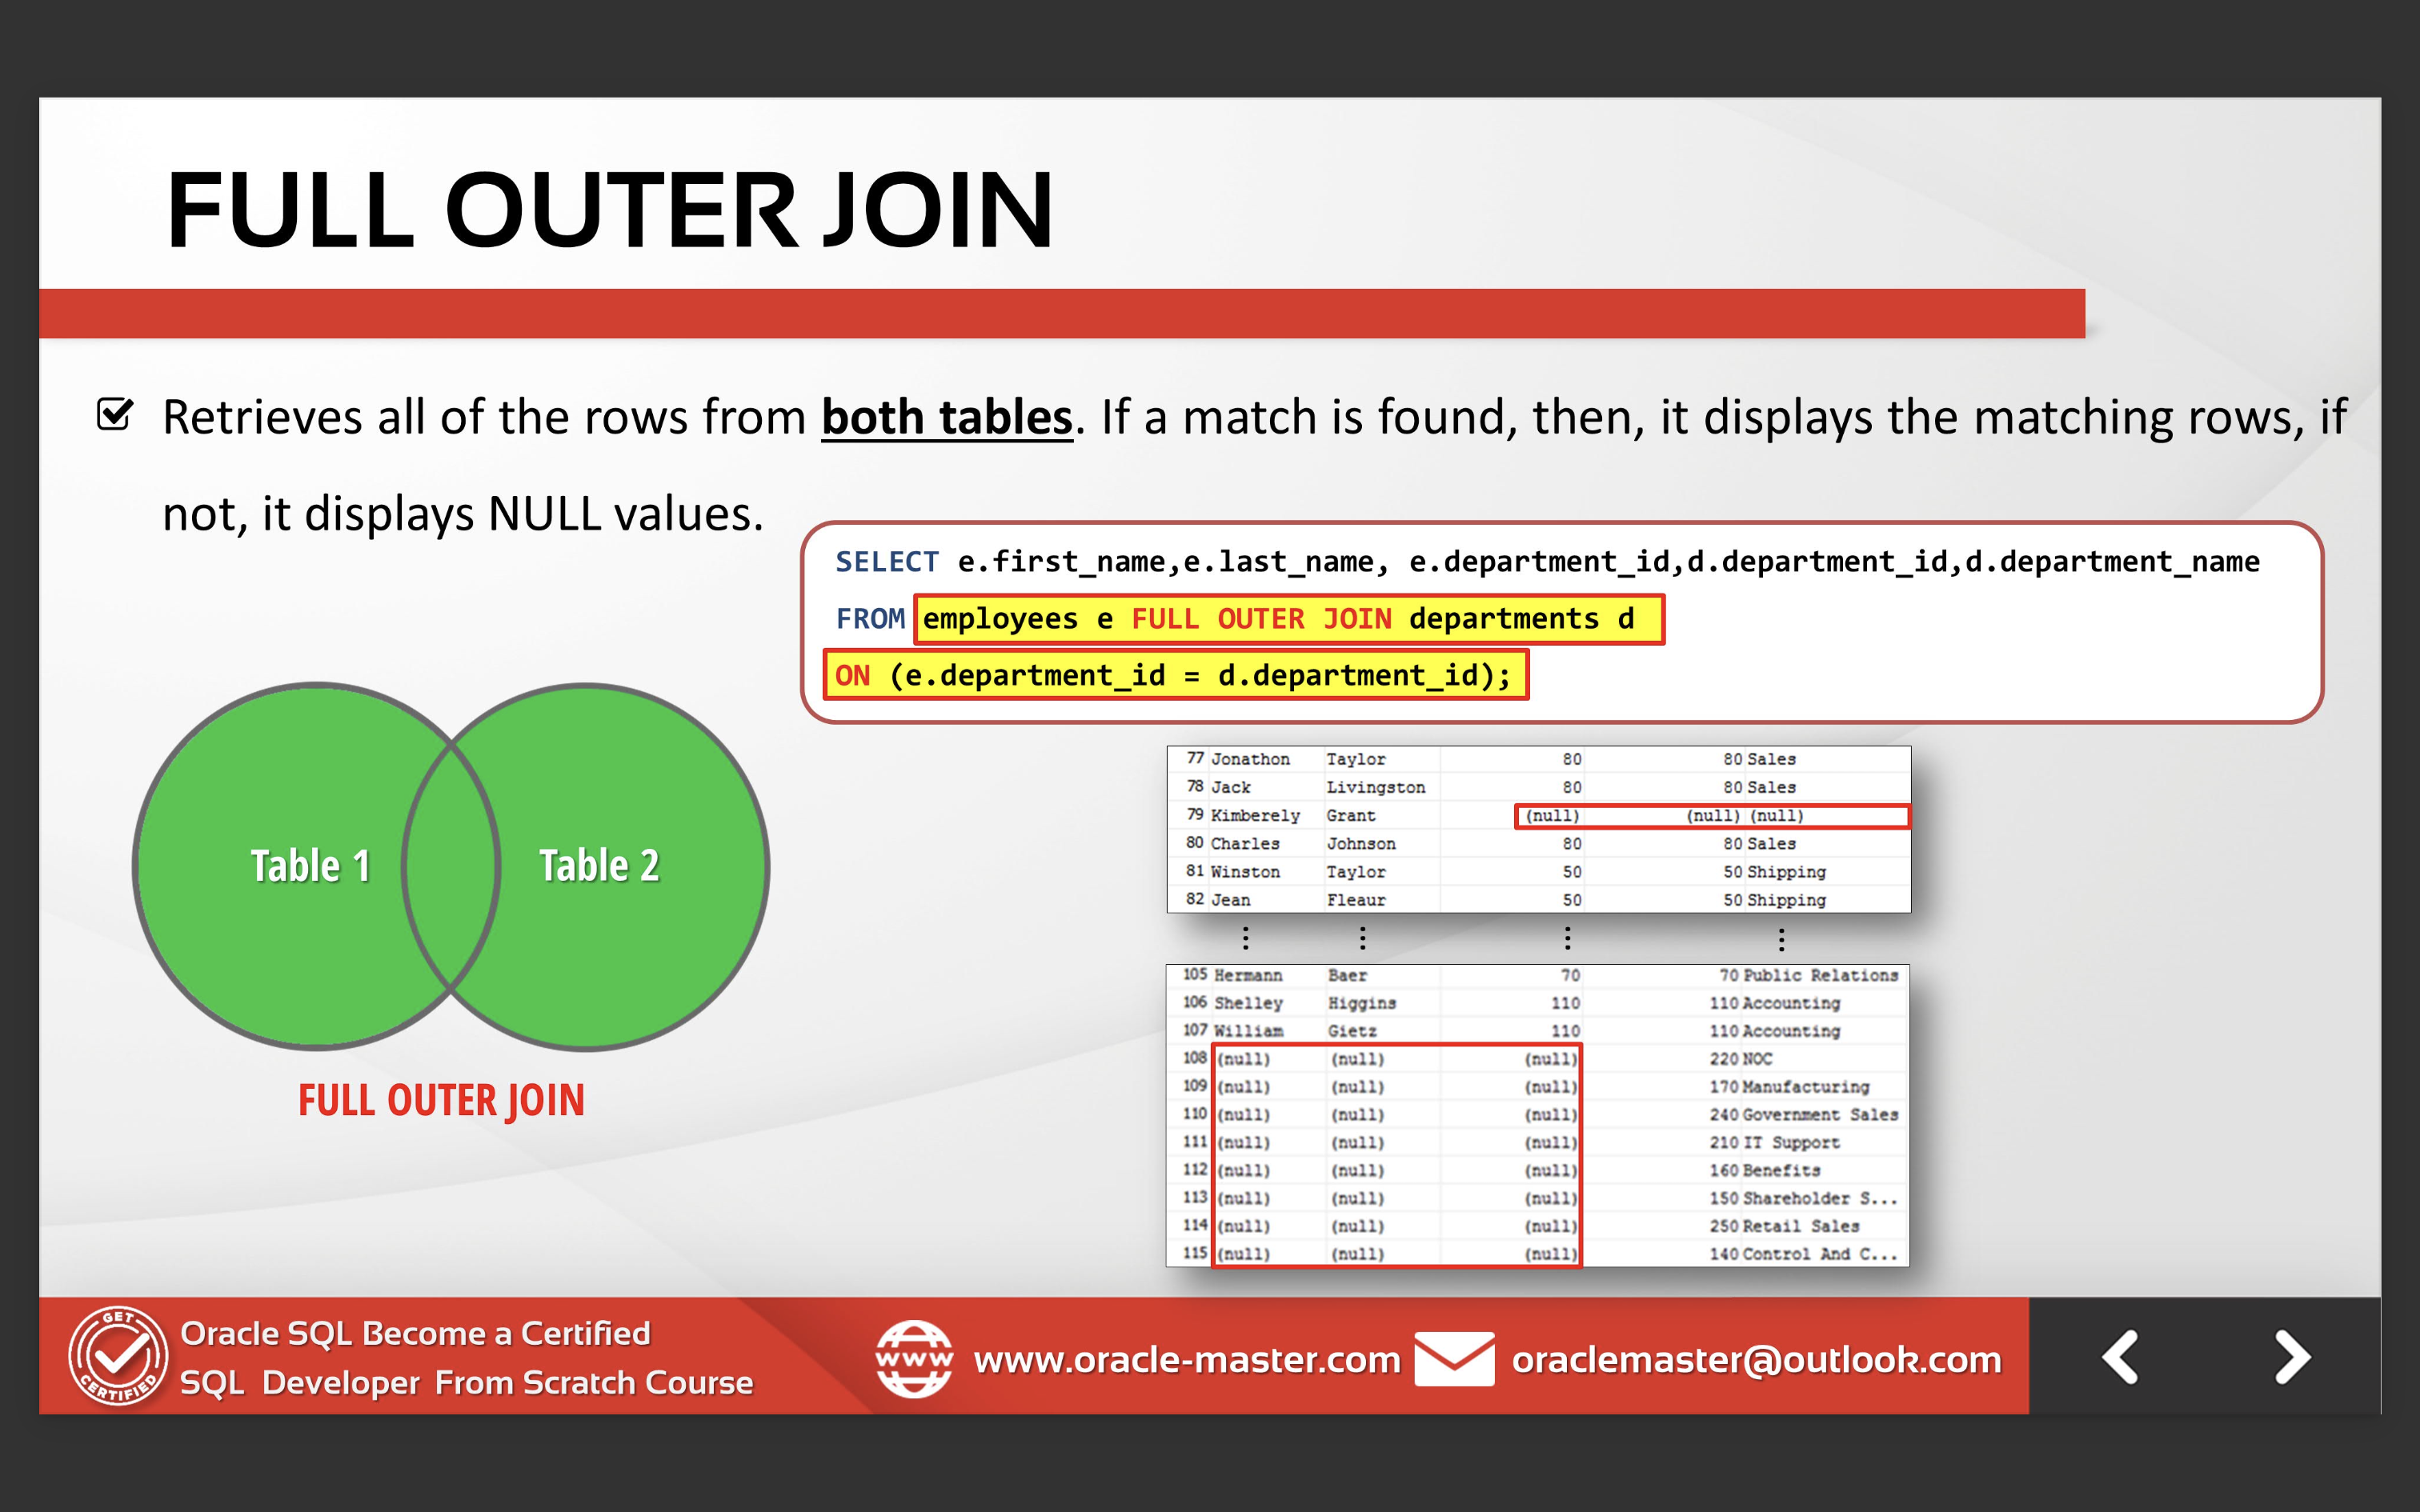 FULL OUTER JOIN
Retrieves all of the rows from both tables. If a match is found, then, it displays the matching rows, if
not, it displays NULL values.
SELECT e.first_name,e.last_name, e.department_id,d.department_id,d.department_name
FROM employees e FULL OUTER JOIN departments d
ON (e.department_id = d.department_id);
Table 1 Table 2
FULL OUTER JOIN
77 Jonathon Taylor 80 80 Sales
78 Jack Livingston 80 80 Sales
79 Kimberely Grant (null) (null) (null)
80 Charles Johnson 80 80 Sales
81 Winston Taylor 50 50 Shipping
82 Jean Fleaur 50 50 Shipping
105 Hermann Baer 70 70 Public Relations
106 Shelley Higgins 110 110 Accounting
107 William Gietz 110 110 Accounting
108 (null) (null) (null) 220 NOC
109 (null) (null) (null) 170 Manufacturing
110 (null) (null) (null) 240 Government Sales
111 (null) (null) (null) 210 IT Support
112 (null) (null) (null) 160 Benefits
113 (null) (null) (null) 150 Shareholder S...
114 (null) (null) (null) 250 Retail Sales
115 (null) (null) (null) 140 Control And C...
GET CERTIFIED
Oracle SQL Become a Certified
SQL Developer From Scratch Course
www
www.oracle-master.com
oraclemaster@outlook.com